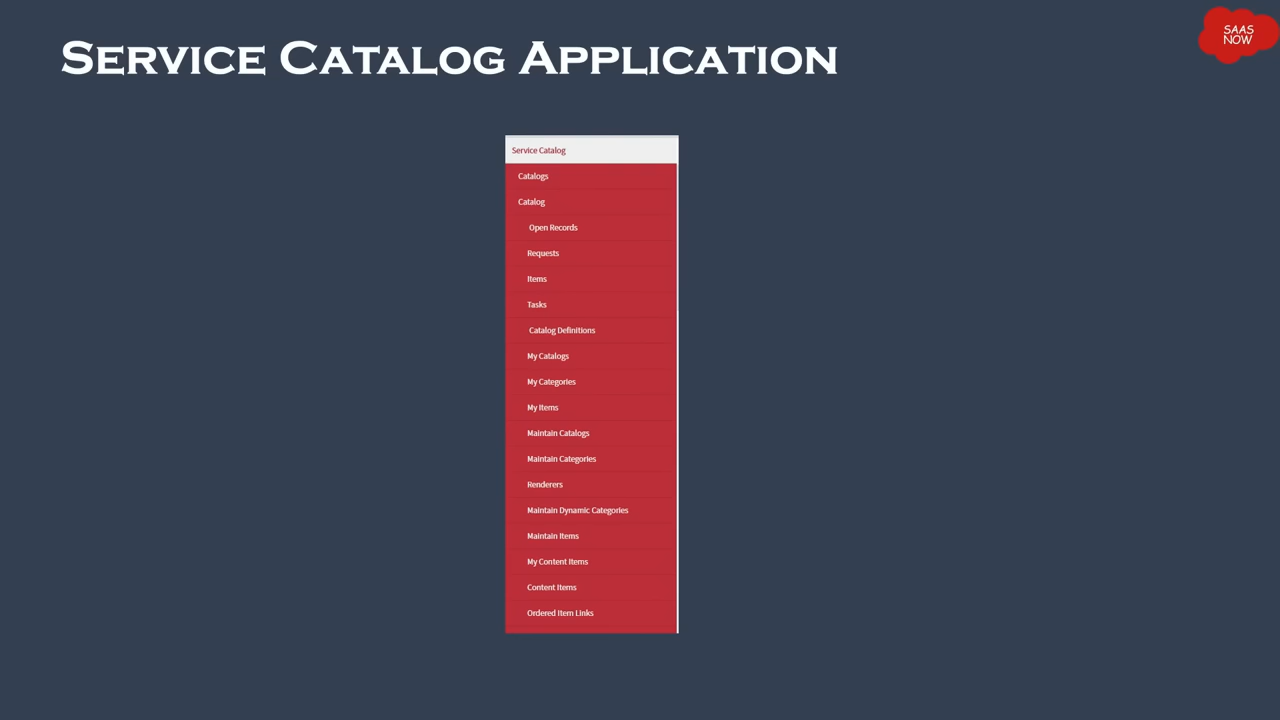 Service Catalog Application
SAAS
NOW
Service Catalog
Catalogs
Catalog
Open Records
Requests
Items
Tasks
Catalog Definitions
My Catalogs
My Categories
My Items
Maintain Catalogs
Maintain Categories
Renderers
Maintain Dynamic Categories
Maintain Items
My Content Items
Content Items
Ordered Item Links